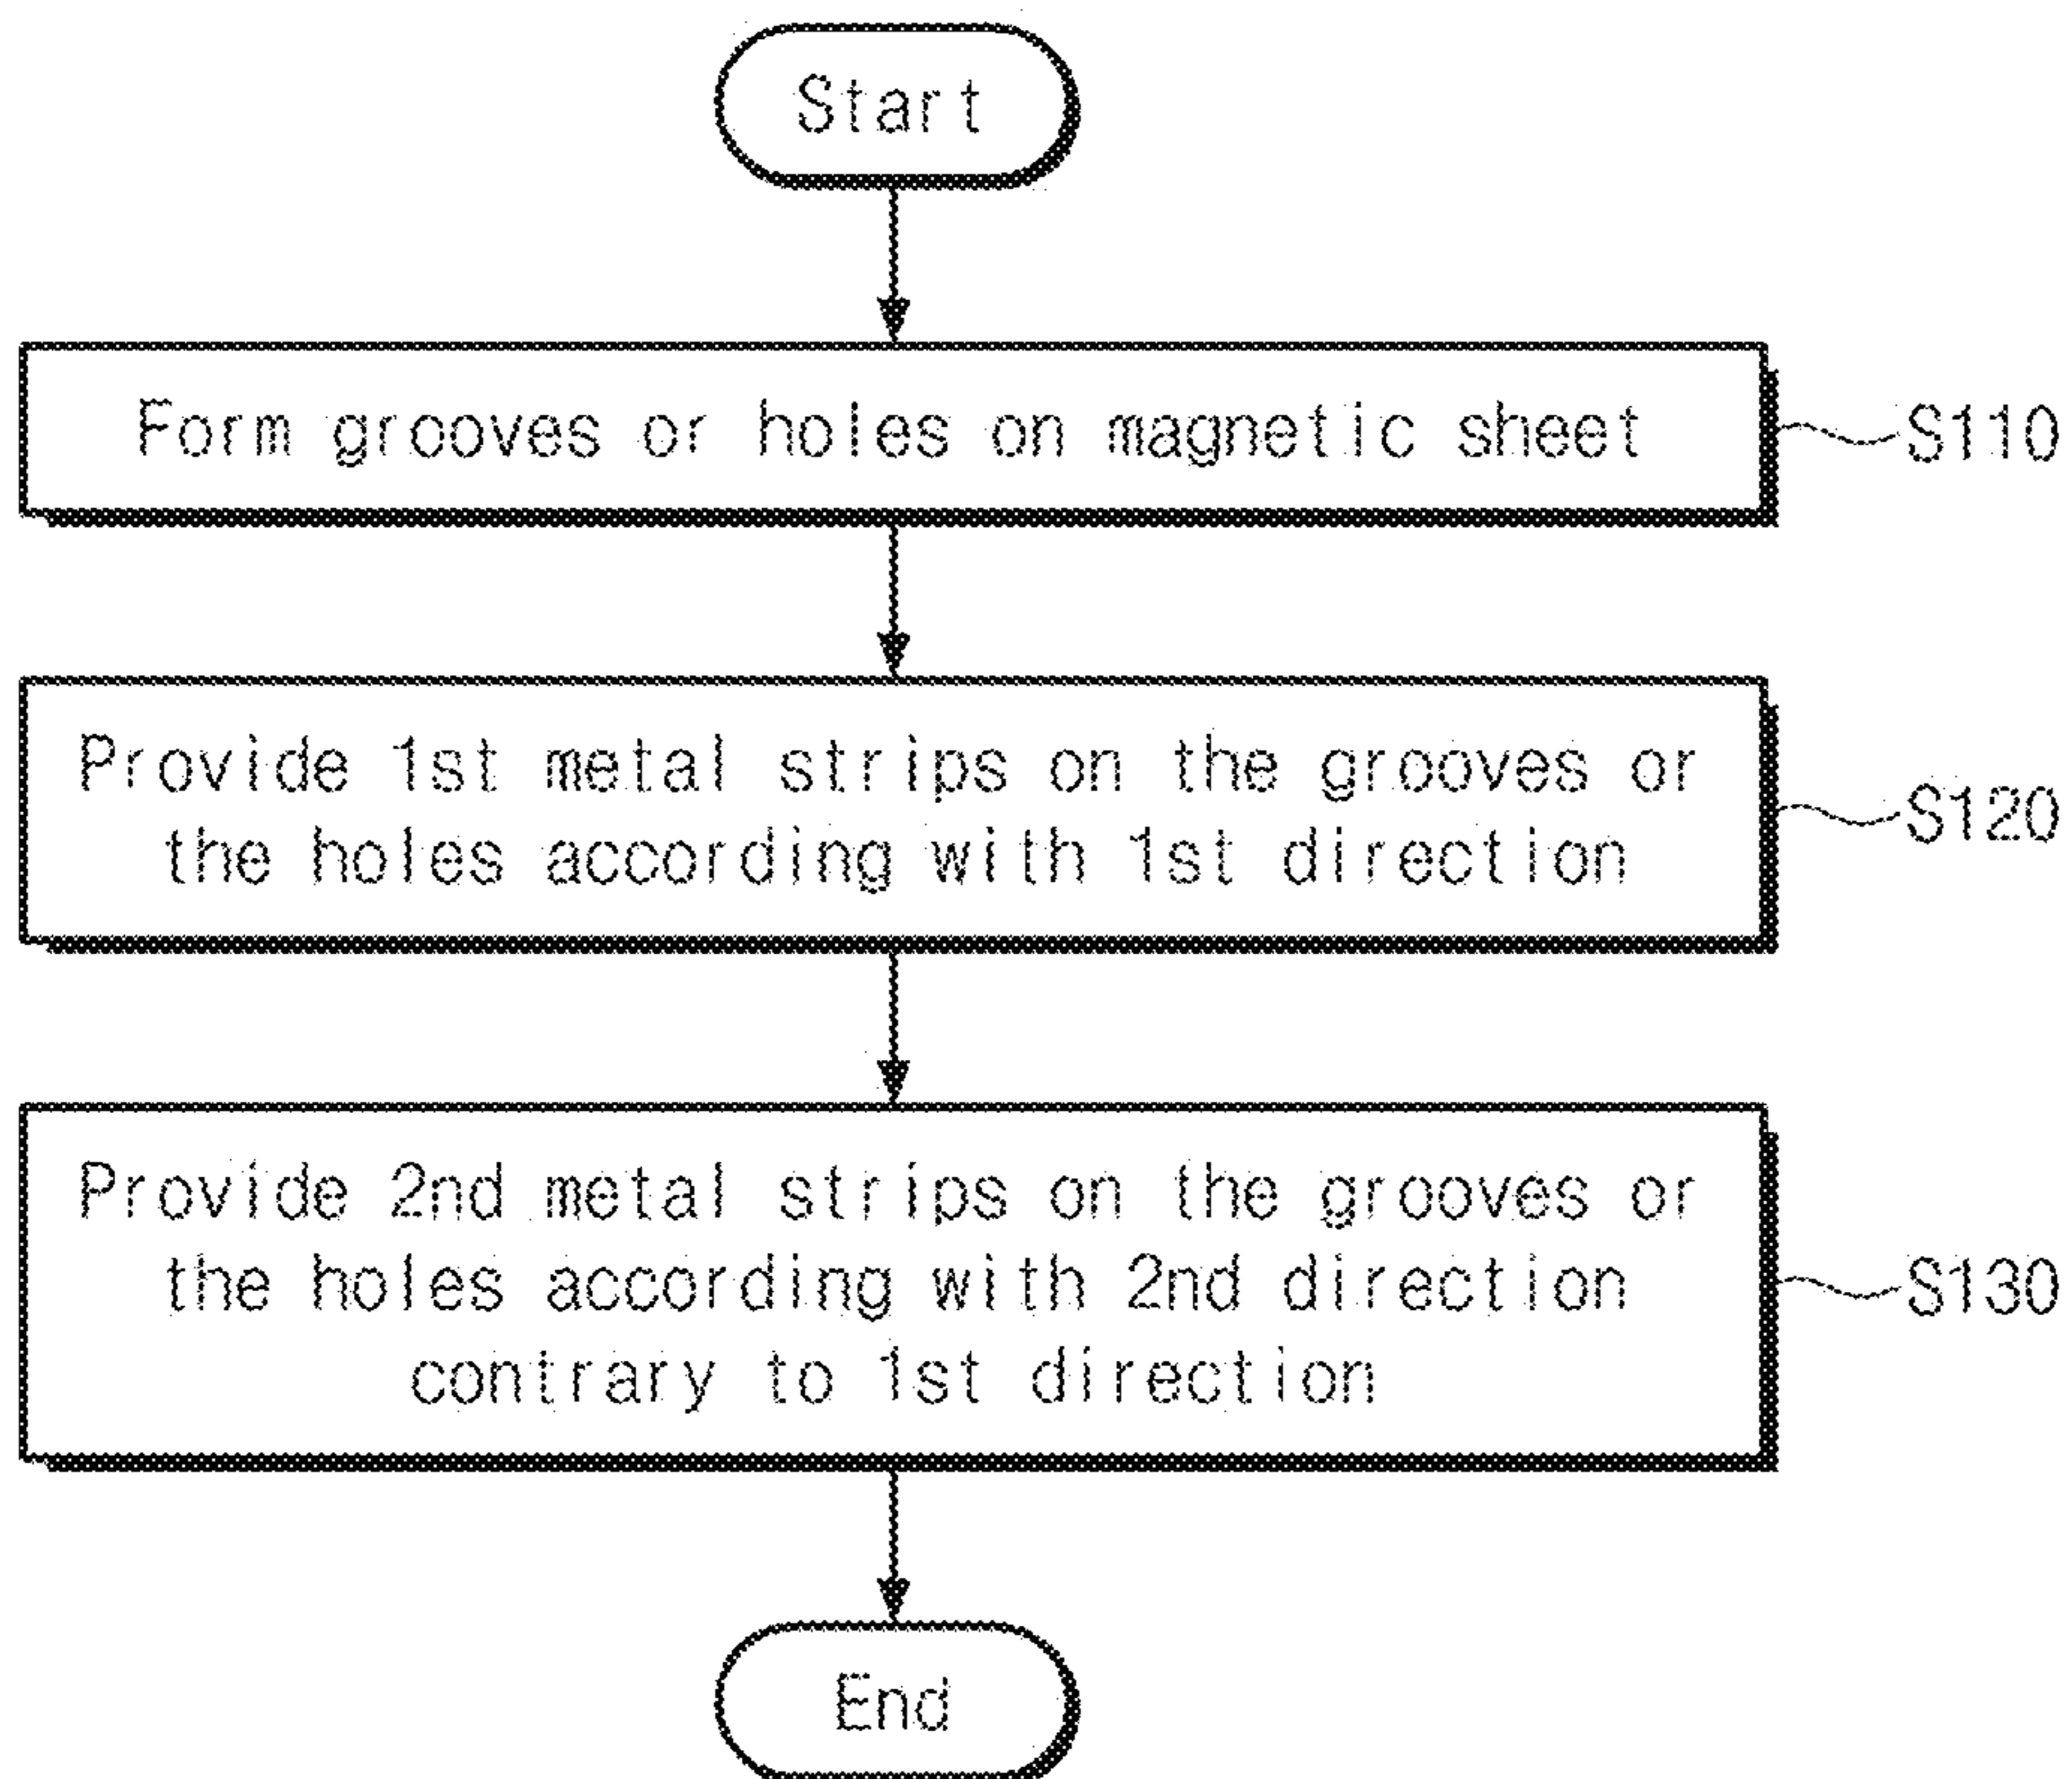 Start
Form grooves or holes on magnetic sheet
S110
Provide 1st metal strips on the grooves or
the holes according with 1st direction
S120
Provide 2nd metal strips on the grooves or
the holes according with 2nd direction
contrary to 1st direction
S130
End